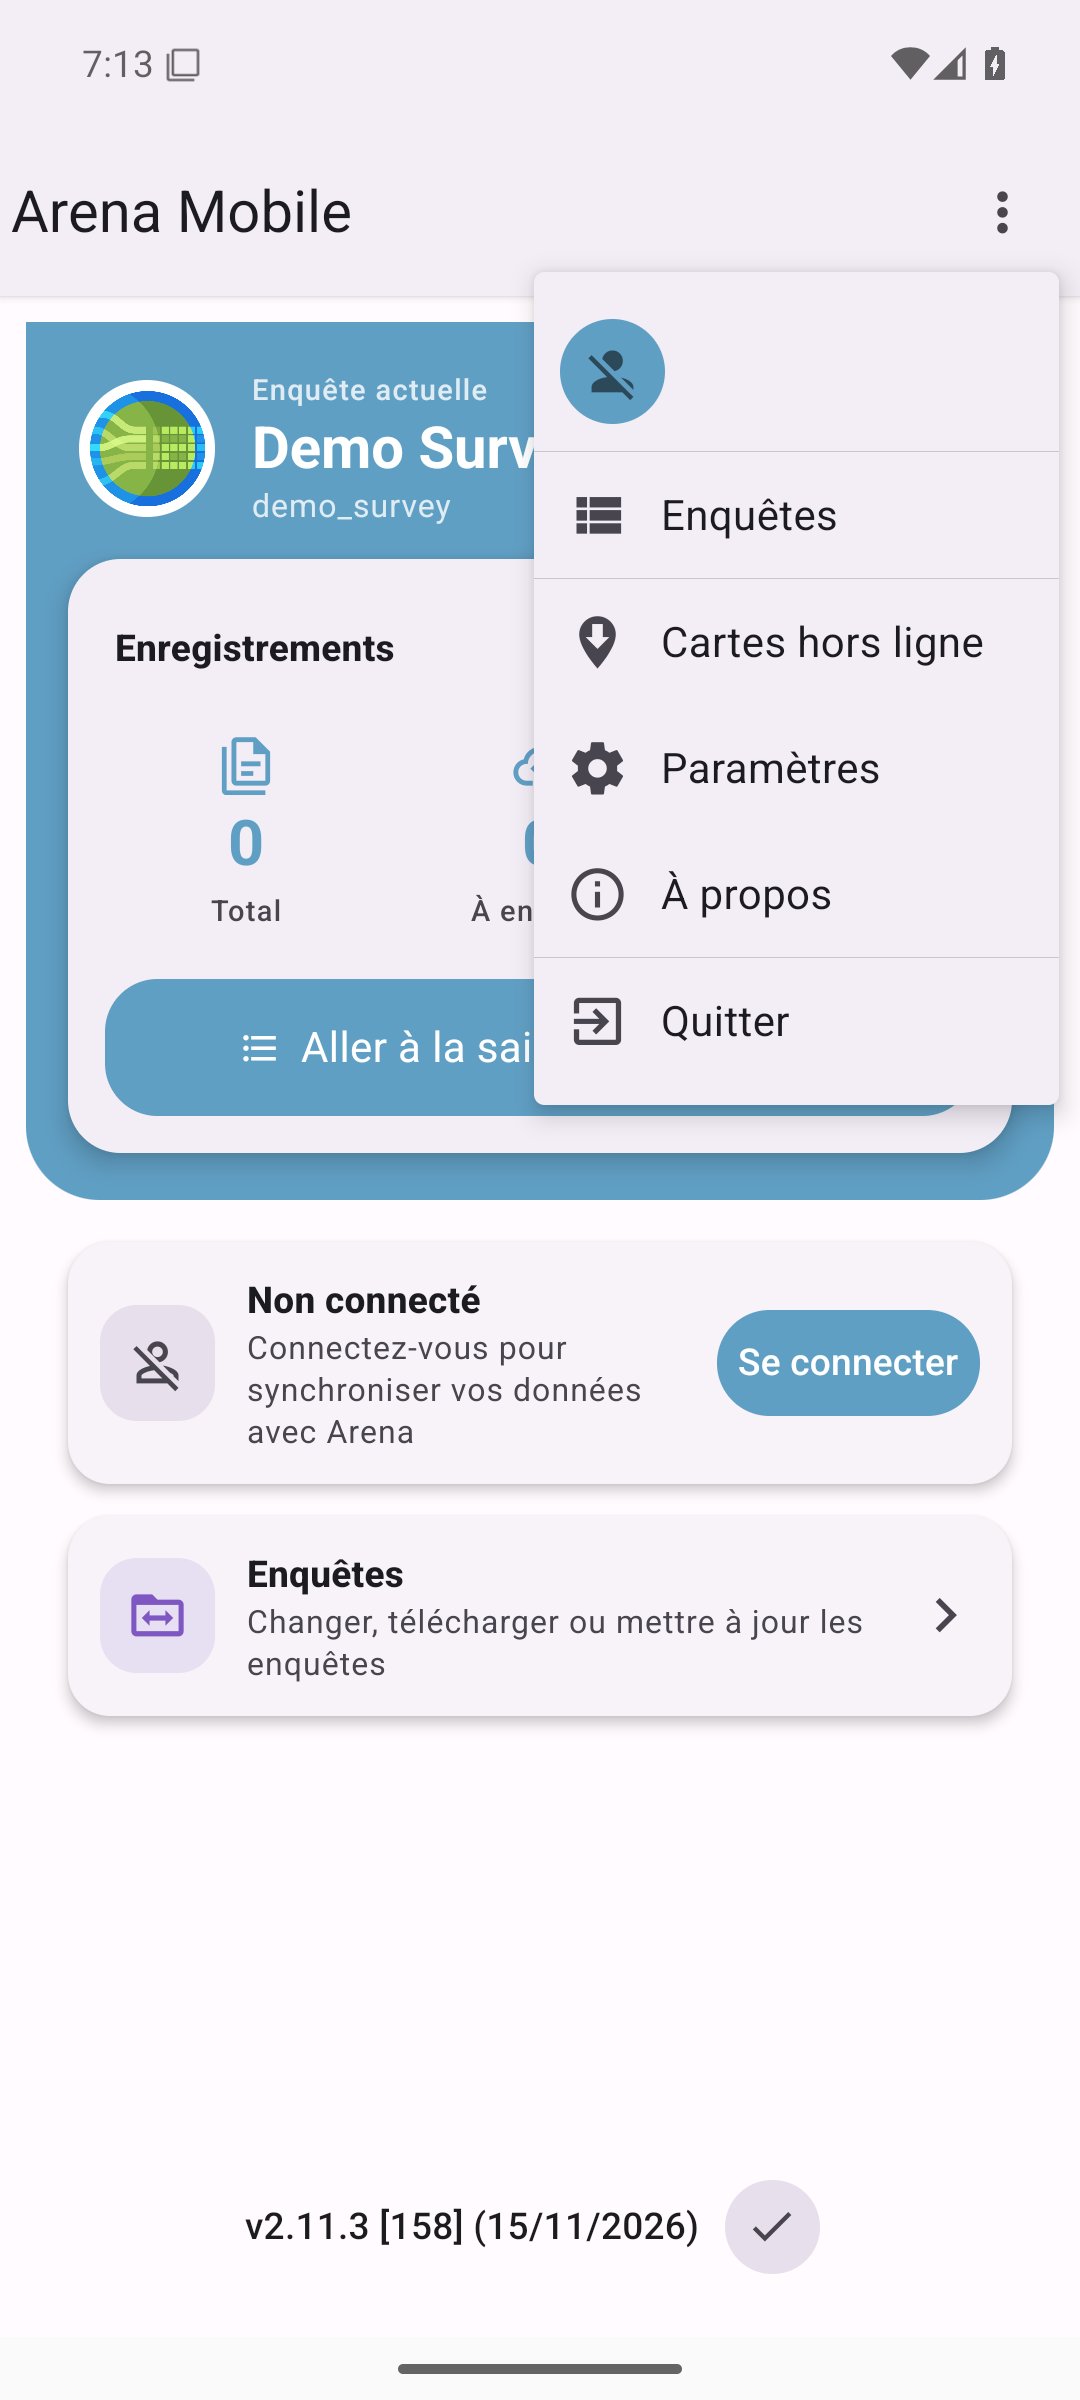 7:13
Arena Mobile
Enquête actuelle
Demo Surv
demo_survey
Enregistrements
0
Total
À en
Aller à la sai
Enquêtes
Cartes hors ligne
Paramètres
À propos
Quitter
Non connecté
Connectez-vous pour
synchroniser vos données
avec Arena
Se connecter
Enquêtes
Changer, télécharger ou mettre à jour les
enquêtes
v2.11.3 [158] (15/11/2026)